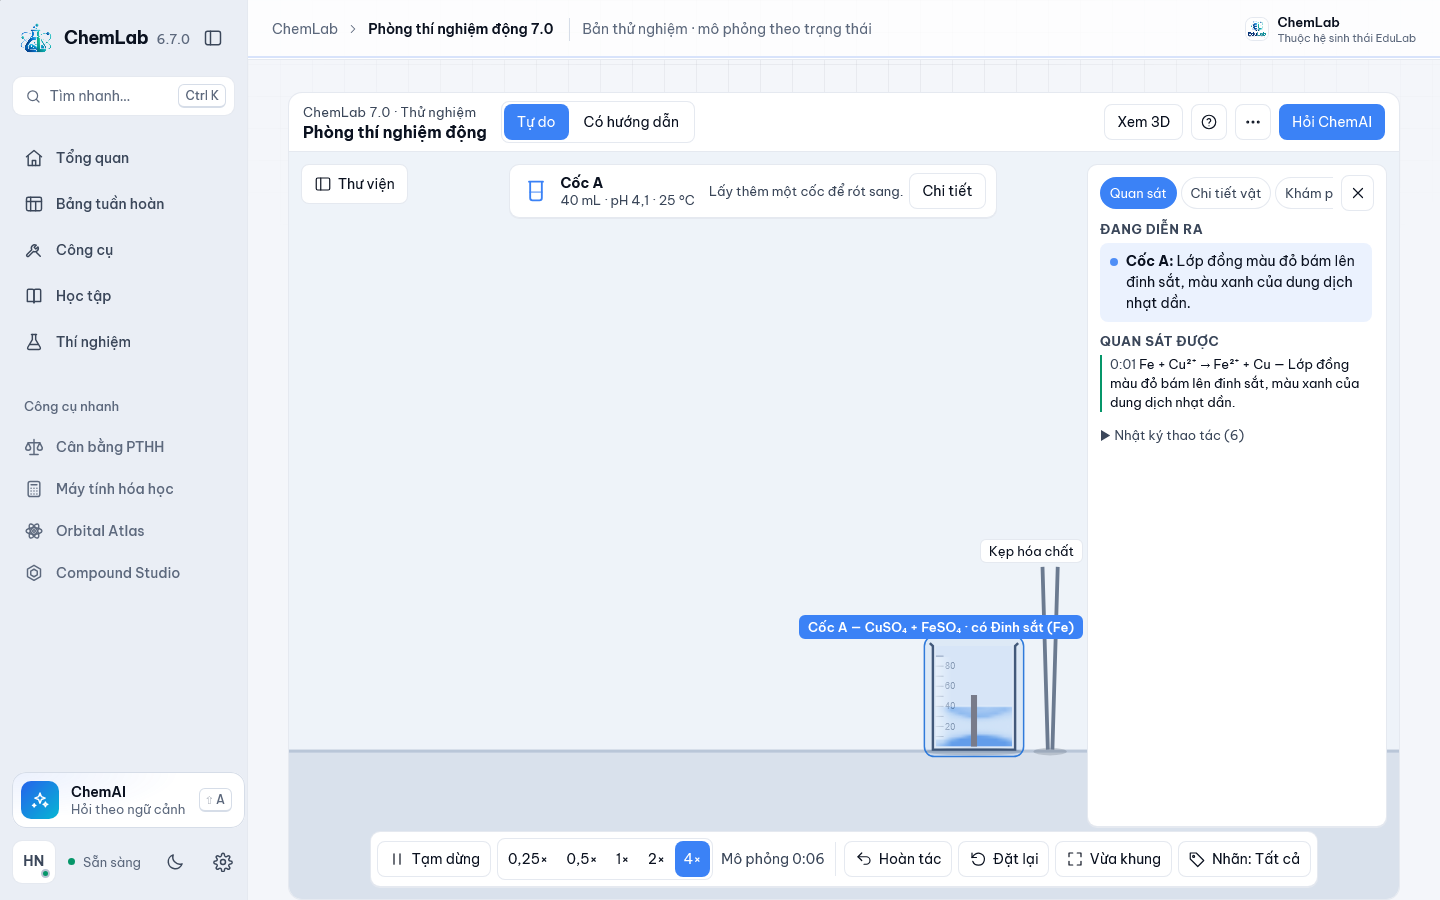 ChemLab 6.7.0
Tìm nhanh... Ctrl K
Tổng quan
Bảng tuần hoàn
Công cụ
Học tập
Thí nghiệm
Công cụ nhanh
Cân bằng PTHH
Máy tính hóa học
Orbital Atlas
Compound Studio
ChemAI
Hỏi theo ngữ cảnh
⇧ A
HN
Sẵn sàng
ChemLab > Phòng thí nghiệm động 7.0 Bản thử nghiệm · mô phỏng theo trạng thái
ChemLab
Thuộc hệ sinh thái EduLab
ChemLab 7.0 · Thử nghiệm
Phòng thí nghiệm động
Tự do Có hướng dẫn
Xem 3D
Hỏi ChemAI
Thư viện
Cốc A
40 mL · pH 4,1 · 25 °C
Lấy thêm một cốc để rót sang.
Chi tiết
Quan sát Chi tiết vật Khám p
ĐANG DIỄN RA
Cốc A: Lớp đồng màu đỏ bám lên
đinh sắt, màu xanh của dung dịch
nhạt dần.
QUAN SÁT ĐƯỢC
0:01 Fe + Cu²⁺ → Fe²⁺ + Cu — Lớp đồng
màu đỏ bám lên đinh sắt, màu xanh của
dung dịch nhạt dần.
▶ Nhật ký thao tác (6)
Kẹp hóa chất
Cốc A — CuSO₄ + FeSO₄ · có Đinh sắt (Fe)
80
60
40
20
Tạm dừng
0,25× 0,5× 1× 2× 4×
Mô phỏng 0:06
Hoàn tác
Đặt lại
Vừa khung
Nhãn: Tất cả